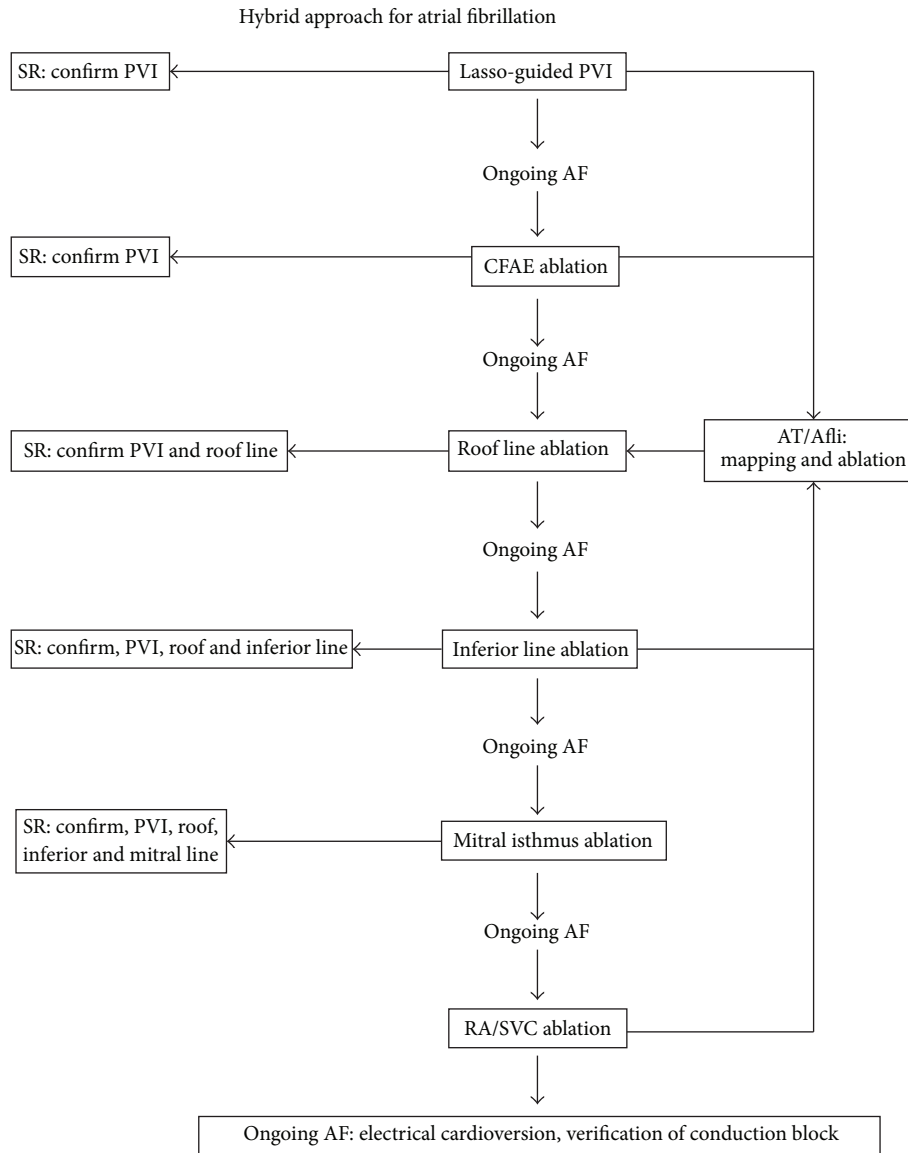 Hybrid approach for atrial fibrillation
SR: confirm PVI
Lasso-guided PVI
Ongoing AF
SR: confirm PVI
CFAE ablation
Ongoing AF
SR: confirm PVI and roof line
Roof line ablation
AT/Afli:
mapping and ablation
Ongoing AF
SR: confirm, PVI, roof and inferior line
Inferior line ablation
Ongoing AF
SR: confirm, PVI, roof,
inferior and mitral line
Mitral isthmus ablation
Ongoing AF
RA/SVC ablation
Ongoing AF: electrical cardioversion, verification of conduction block